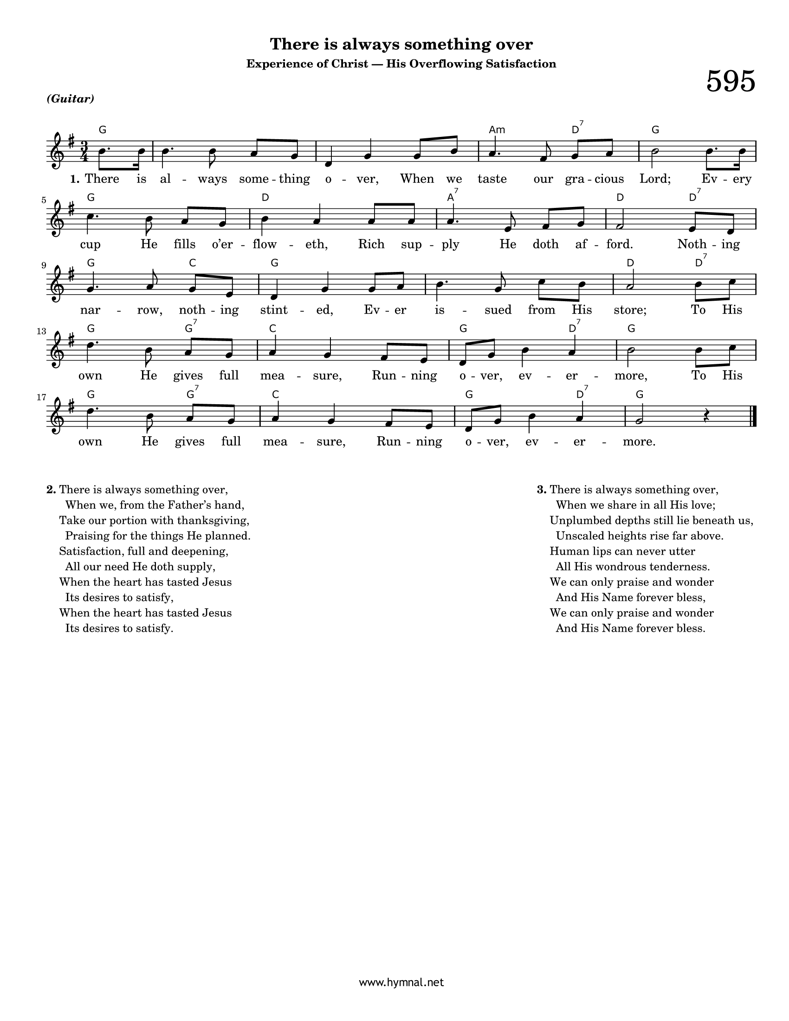 There is always something over
Experience of Christ — His Overflowing Satisfaction
595
(Guitar)
G Am D7 G
3 4
1. There is al - ways some - thing o - ver, When we taste our gra - cious Lord; Ev - ery
5 G D A7 D D7
cup He fills o'er - flow - eth, Rich sup - ply He doth af - ford. Noth - ing
9 G C G D D7
nar - row, noth - ing stint - ed, Ev - er is - sued from His store; To His
13 G G7 C G D7 G
own He gives full mea - sure, Run - ning o - ver, ev - er - more, To His
17 G G7 C G D7 G
own He gives full mea - sure, Run - ning o - ver, ev - er - more.
2. There is always something over,
When we, from the Father's hand,
Take our portion with thanksgiving,
Praising for the things He planned.
Satisfaction, full and deepening,
All our need He doth supply,
When the heart has tasted Jesus
Its desires to satisfy,
When the heart has tasted Jesus
Its desires to satisfy.
3. There is always something over,
When we share in all His love;
Unplumbed depths still lie beneath us,
Unscaled heights rise far above.
Human lips can never utter
All His wondrous tenderness.
We can only praise and wonder
And His Name forever bless,
We can only praise and wonder
And His Name forever bless.
www.hymnal.net